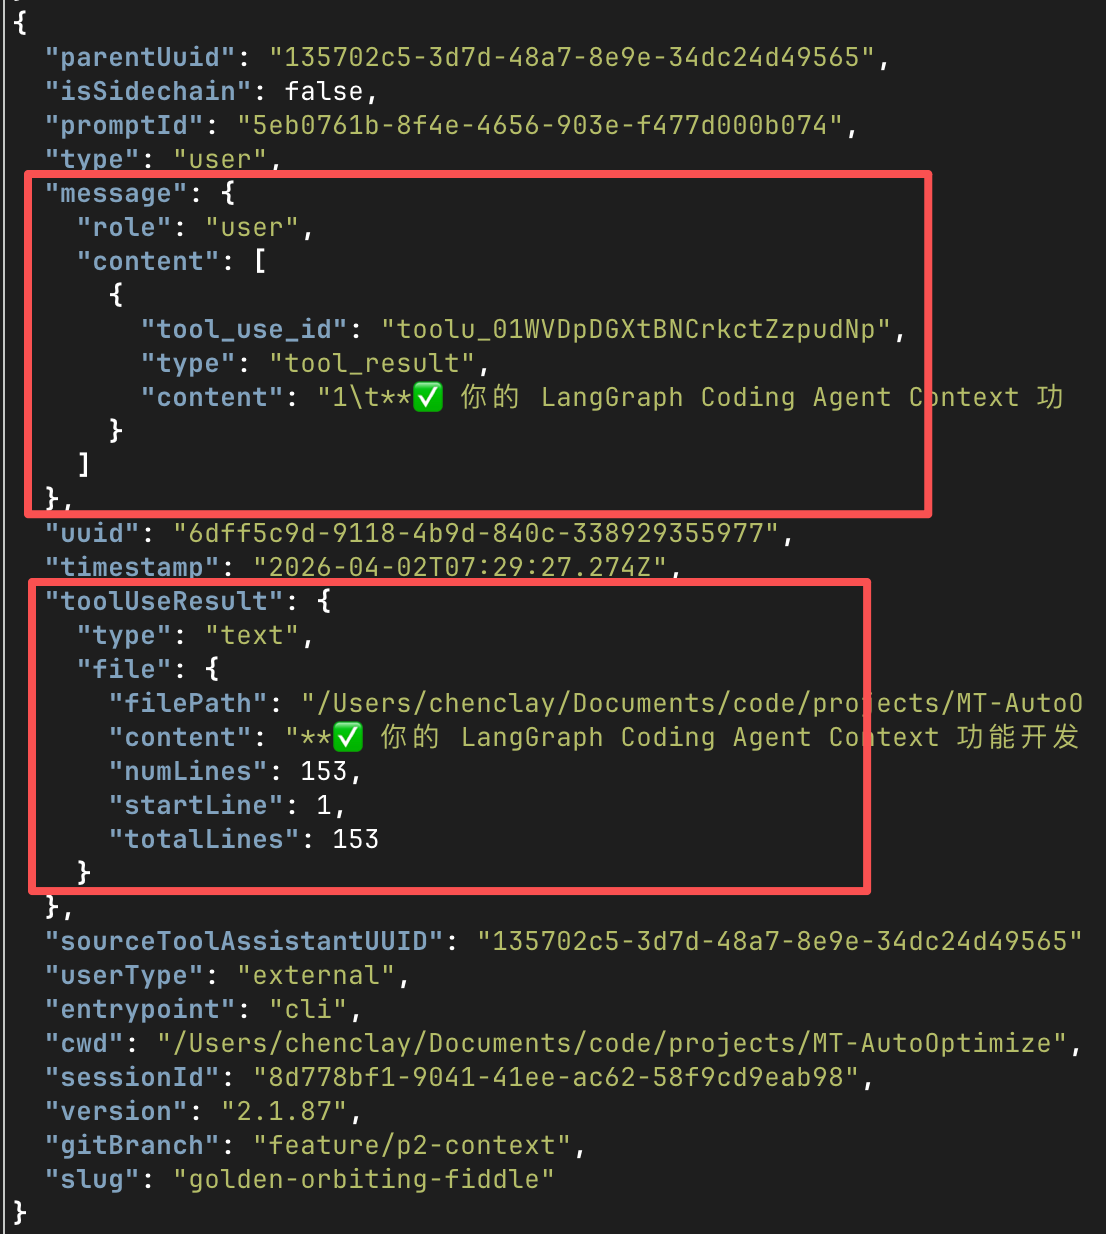 {
"parentUuid": "135702c5-3d7d-48a7-8e9e-34dc24d49565",
"isSidechain": false,
"promptId": "5eb0761b-8f4e-4656-903e-f477d000b074",
"type": "user",
"message": {
"role": "user",
"content": [
{
"tool_use_id": "toolu_01WVDpDGXtBNCrkctZzpudNp",
"type": "tool_result",
"content": "1\t**✅ 你的 LangGraph Coding Agent Context 功
}
]
},
"uuid": "6dff5c9d-9118-4b9d-840c-338929355977",
"timestamp": "2026-04-02T07:29:27.274Z",
"toolUseResult": {
"type": "text",
"file": {
"filePath": "/Users/chenclay/Documents/code/projects/MT-AutoO
"content": "**✅ 你的 LangGraph Coding Agent Context 功能开发
"numLines": 153,
"startLine": 1,
"totalLines": 153
}
},
"sourceToolAssistantUUID": "135702c5-3d7d-48a7-8e9e-34dc24d49565"
"userType": "external",
"entrypoint": "cli",
"cwd": "/Users/chenclay/Documents/code/projects/MT-AutoOptimize",
"sessionId": "8d778bf1-9041-41ee-ac62-58f9cd9eab98",
"version": "2.1.87",
"gitBranch": "feature/p2-context",
"slug": "golden-orbiting-fiddle"
}